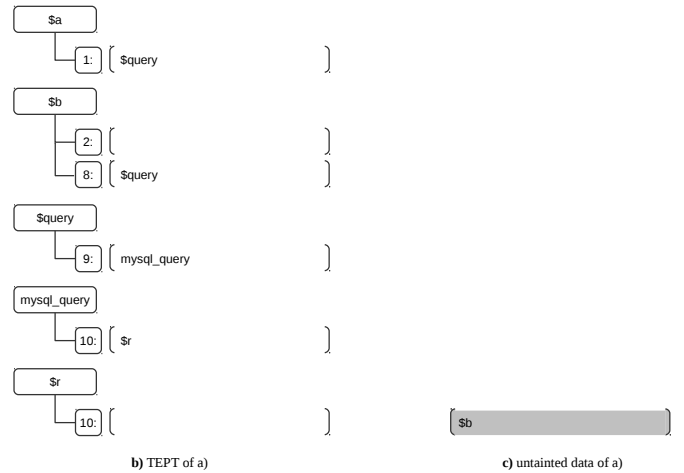 $a
1: $query
$b
2:
8: $query
$query
9: mysql_query
mysql_query
10: $r
$r
10:
$b
b) TEPT of a)
c) untainted data of a)